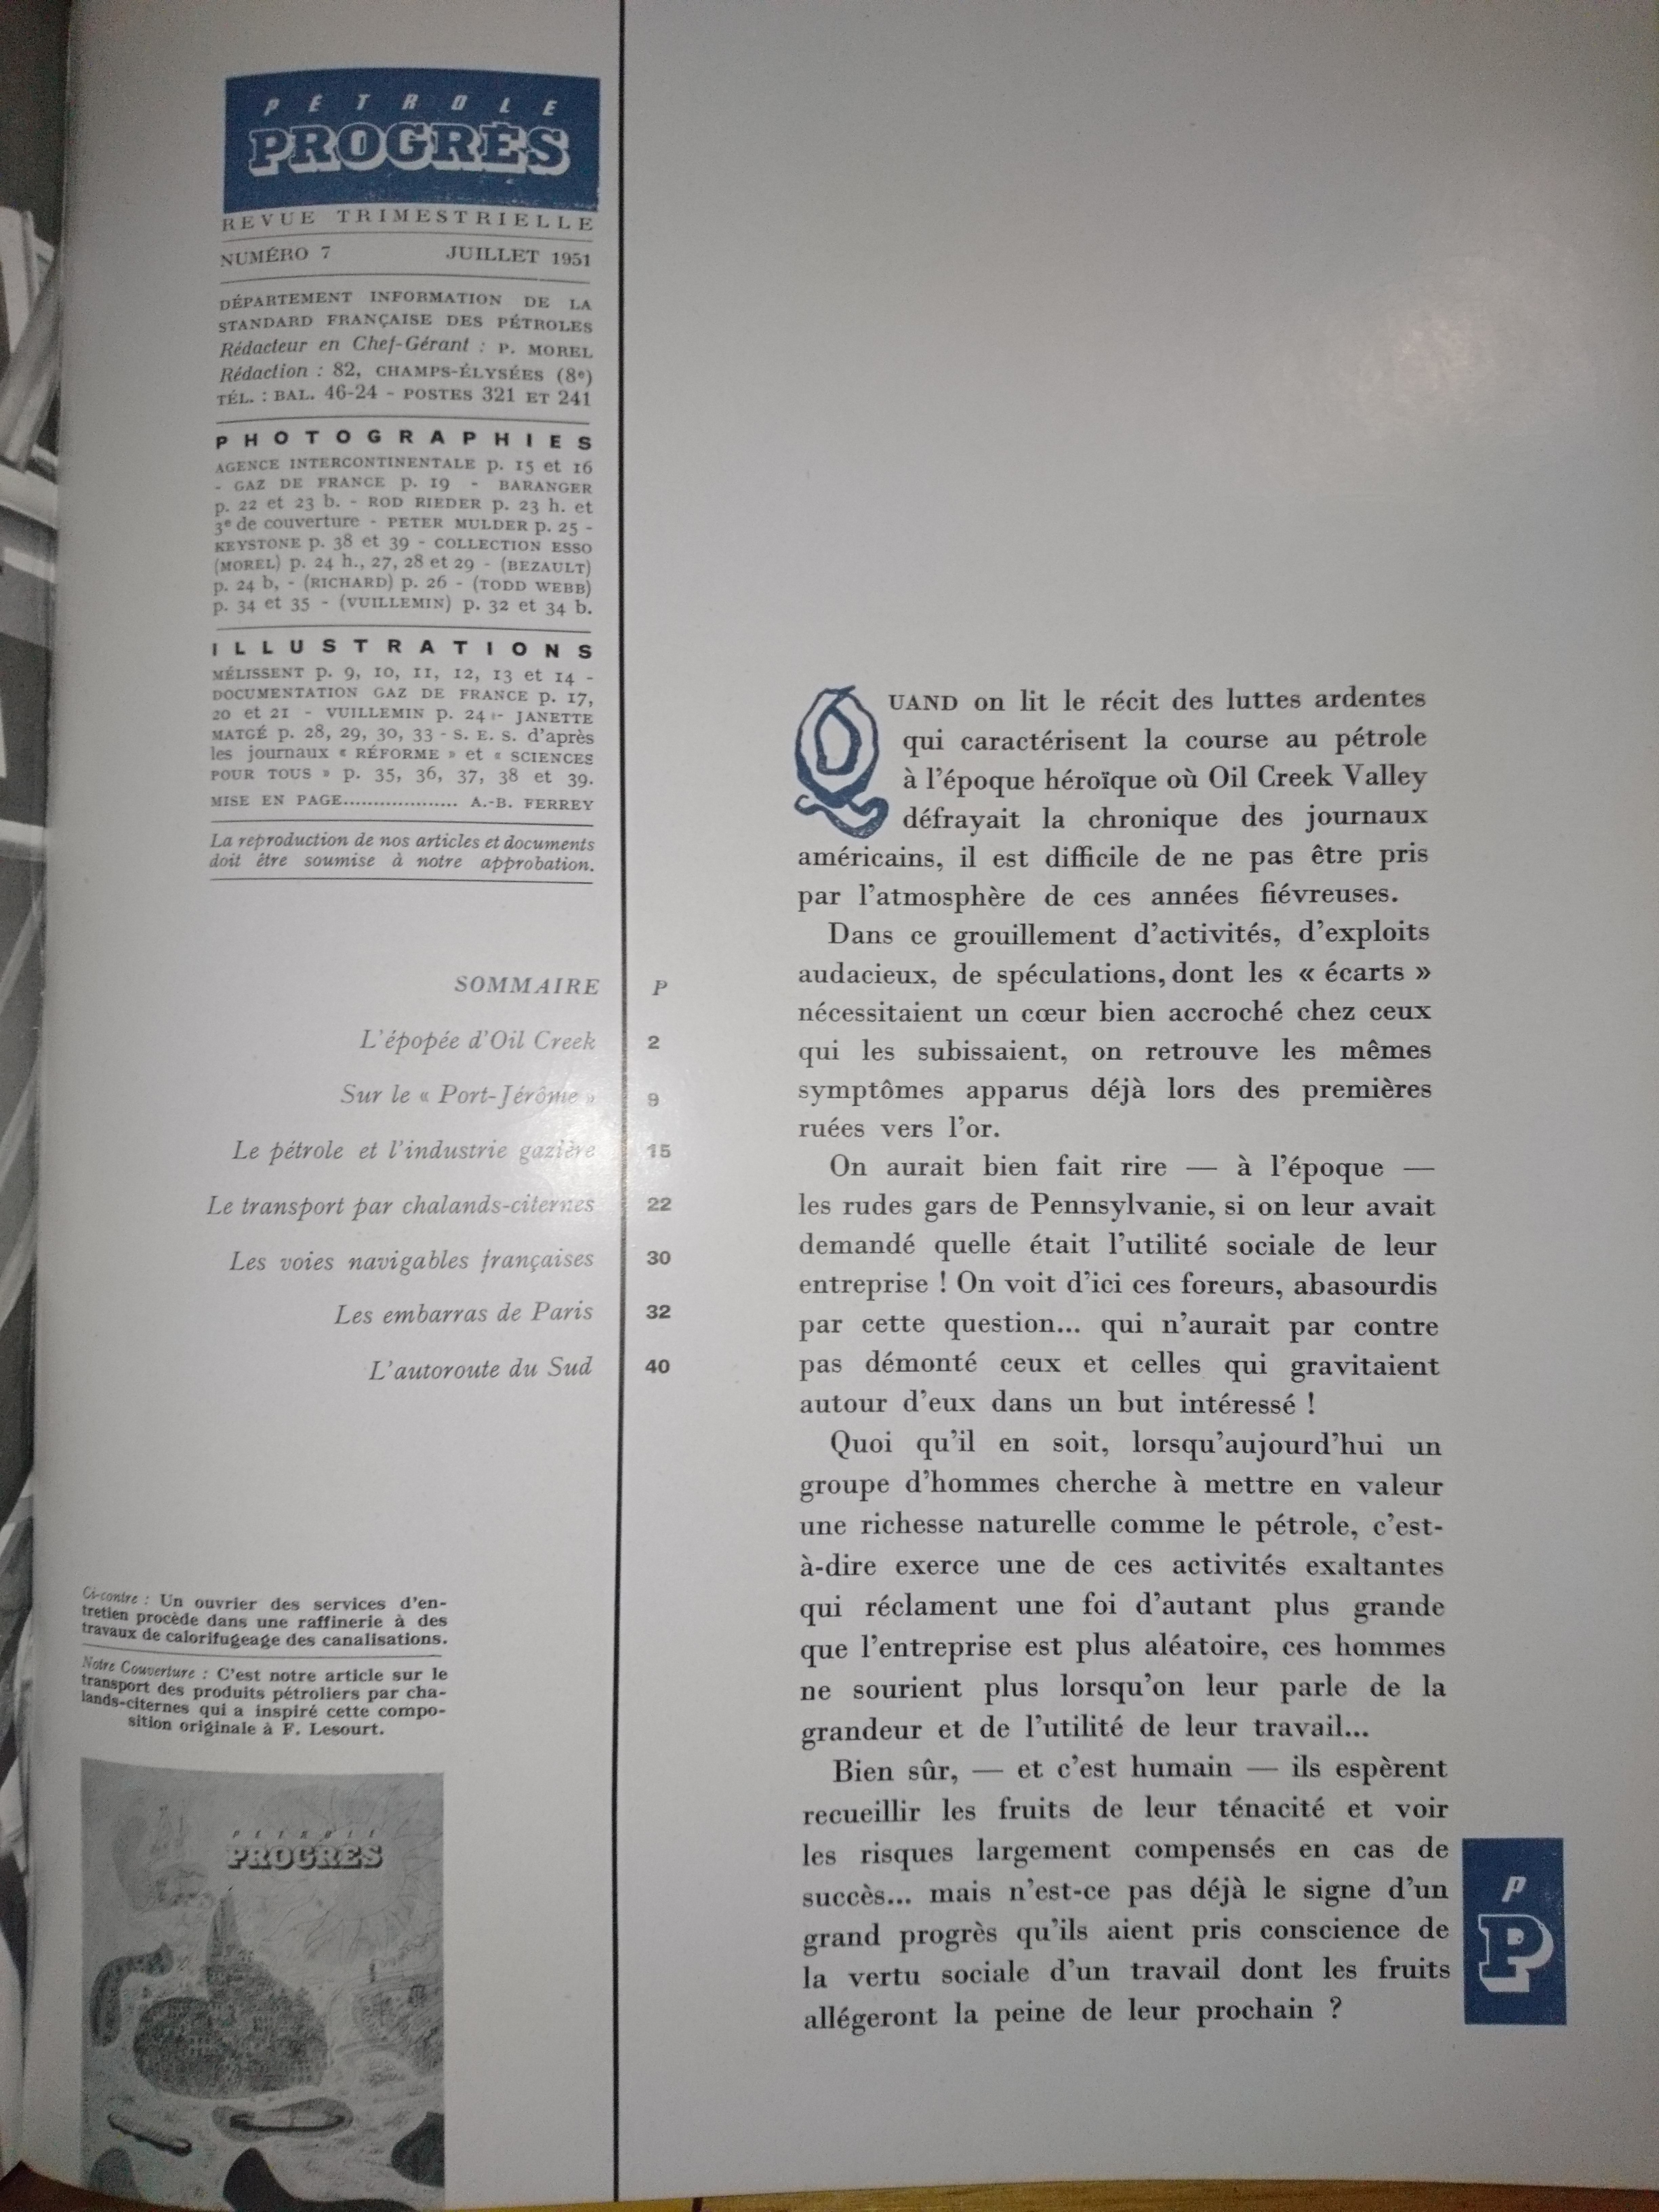 PÉTROLE
PROGRÈS
REVUE TRIMESTRIELLE
NUMÉRO 7 JUILLET 1951
DÉPARTEMENT INFORMATION DE LA
STANDARD FRANÇAISE DES PÉTROLES
Rédacteur en Chef-Gérant : P. MOREL
Rédaction : 82, CHAMPS-ÉLYSÉES (8e)
TÉL. : BAL. 46-24 - POSTES 321 ET 241
PHOTOGRAPHIES
AGENCE INTERCONTINENTALE p. 15 et 16
- GAZ DE FRANCE p. 19 - BARANGER
p. 22 et 23 b. - ROD RIEDER p. 23 h. et
3e de couverture - PETER MULDER p. 25 -
KEYSTONE p. 38 et 39 - COLLECTION ESSO
(MOREL) p. 24 h., 27, 28 et 29 - (BEZAULT)
p. 24 b, - (RICHARD) p. 26 - (TODD WEBB)
p. 34 et 35 - (VUILLEMIN) p. 32 et 34 b.
ILLUSTRATIONS
MÉLISSENT p. 9, 10, 11, 12, 13 et 14 -
DOCUMENTATION GAZ DE FRANCE p. 17,
20 et 21 - VUILLEMIN p. 24 - JANETTE
MATGÉ p. 28, 29, 30, 33 - S. E. S. d'après
les journaux « RÉFORME » et « SCIENCES
POUR TOUS » p. 35, 36, 37, 38 et 39.
MISE EN PAGE................... A.-B. FERREY
La reproduction de nos articles et documents
doit être soumise à notre approbation.
SOMMAIRE P
L'épopée d'Oil Creek 2
Sur le « Port-Jérôme » 9
Le pétrole et l'industrie gazière 15
Le transport par chalands-citernes 22
Les voies navigables françaises 30
Les embarras de Paris 32
L'autoroute du Sud 40
Ci-contre : Un ouvrier des services d'en-
tretien procède dans une raffinerie à des
travaux de calorifugeage des canalisations.
Notre Couverture : C'est notre article sur le
transport des produits pétroliers par cha-
lands-citernes qui a inspiré cette compo-
sition originale à F. Lesourt.
PÉTROLE
PROGRÈS
QUAND on lit le récit des luttes ardentes
qui caractérisent la course au pétrole
à l'époque héroïque où Oil Creek Valley
défrayait la chronique des journaux
américains, il est difficile de ne pas être pris
par l'atmosphère de ces années fiévreuses.
Dans ce grouillement d'activités, d'exploits
audacieux, de spéculations, dont les « écarts »
nécessitaient un cœur bien accroché chez ceux
qui les subissaient, on retrouve les mêmes
symptômes apparus déjà lors des premières
ruées vers l'or.
On aurait bien fait rire — à l'époque —
les rudes gars de Pennsylvanie, si on leur avait
demandé quelle était l'utilité sociale de leur
entreprise ! On voit d'ici ces foreurs, abasourdis
par cette question... qui n'aurait par contre
pas démonté ceux et celles qui gravitaient
autour d'eux dans un but intéressé !
Quoi qu'il en soit, lorsqu'aujourd'hui un
groupe d'hommes cherche à mettre en valeur
une richesse naturelle comme le pétrole, c'est-
à-dire exerce une de ces activités exaltantes
qui réclament une foi d'autant plus grande
que l'entreprise est plus aléatoire, ces hommes
ne sourient plus lorsqu'on leur parle de la
grandeur et de l'utilité de leur travail...
Bien sûr, — et c'est humain — ils espèrent
recueillir les fruits de leur ténacité et voir
les risques largement compensés en cas de
succès... mais n'est-ce pas déjà le signe d'un
grand progrès qu'ils aient pris conscience de
la vertu sociale d'un travail dont les fruits
allégeront la peine de leur prochain ?
P
P